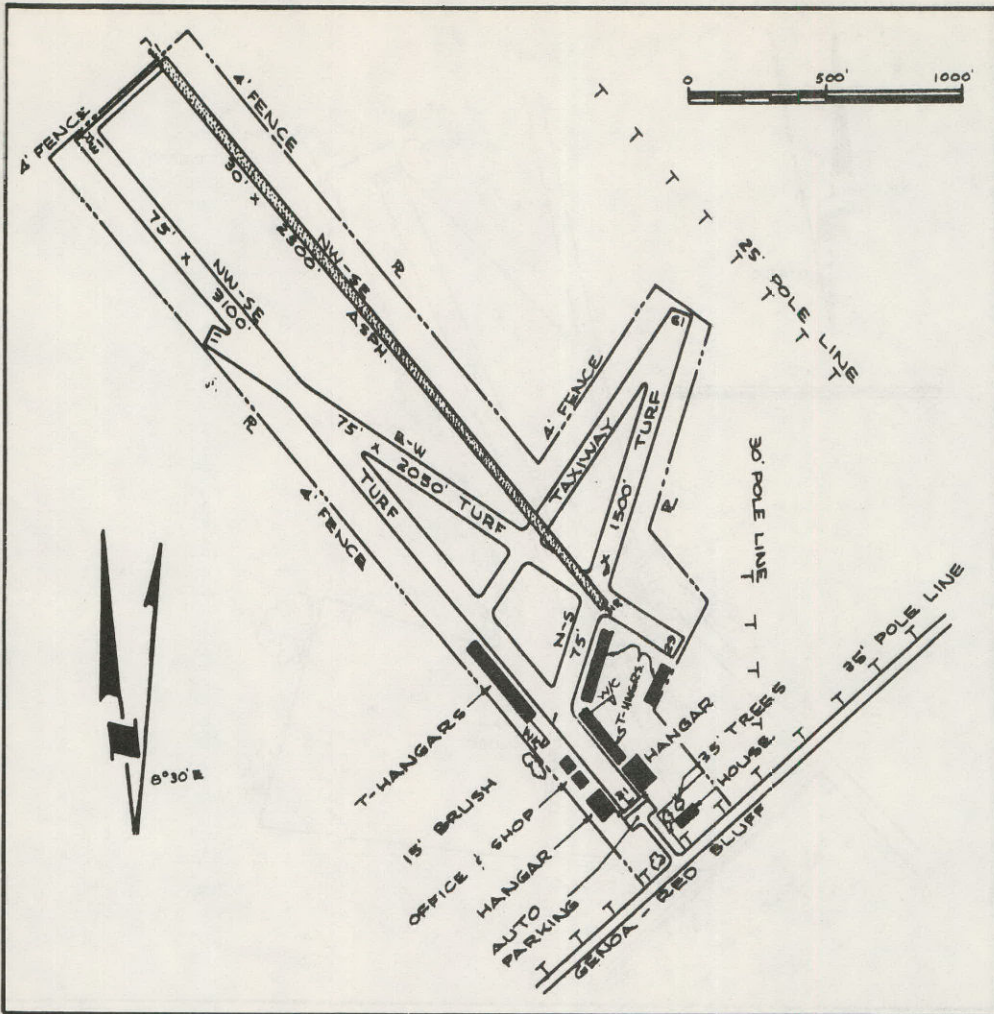 0 500' 1000'
4' FENCE
4' FENCE
30' x 2300' ASPH.
NW-SE
75' x 3100'
NW-SE
TURF
25' POLE LINE
4' FENCE
TAXIWAY
TURF
1500'
75' x 2050' TURF
E-W
4' FENCE
30' POLE LINE
N-S
75' x
29
W/C
T-HNGRS
8°30'E
T-HANGARS
15' BRUSH
OFFICE & SHOP
HANGAR
AUTO
PARKING
HANGAR
35' TREES
HOUSE
35' POLE LINE
GENOA - RED BLUFF